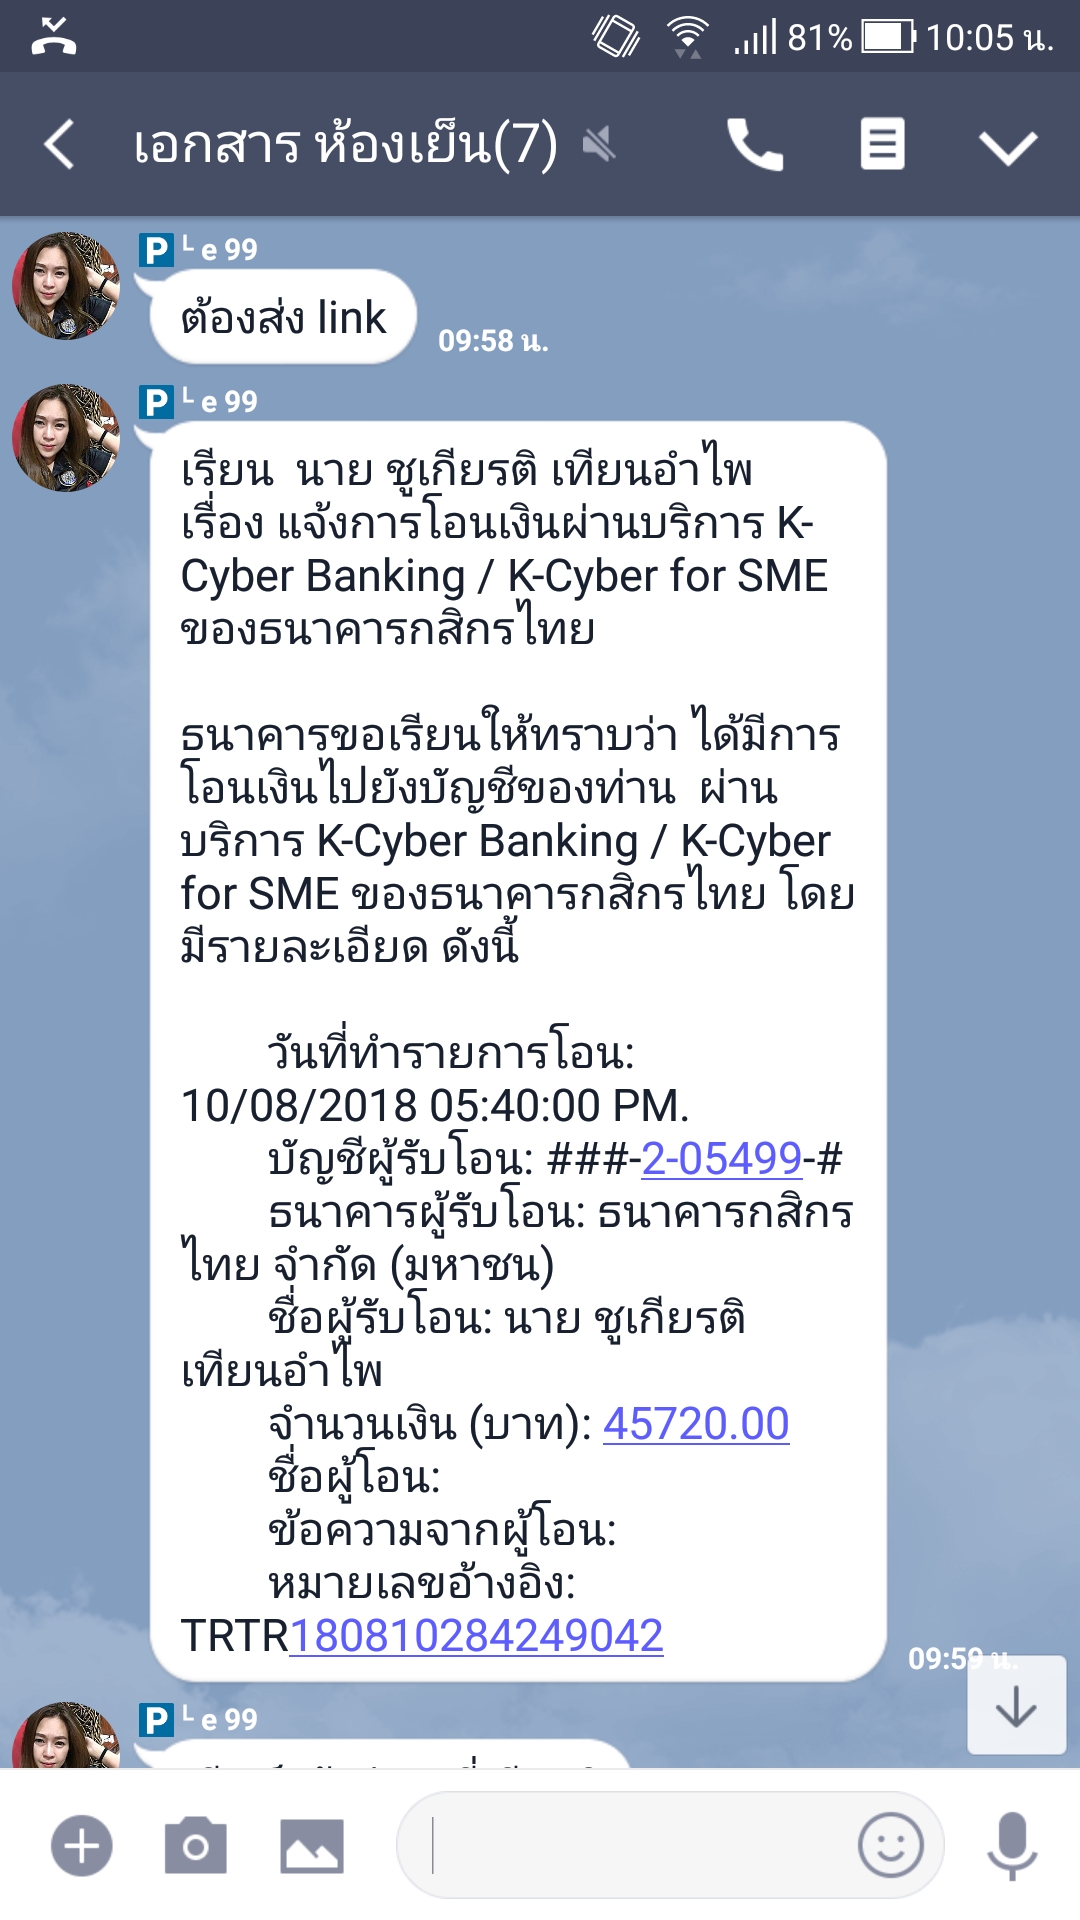 81% 10:05 น.
เอกสาร ห้องเย็น(7)
P └ e 99
ต้องส่ง link
09:58 น.
P └ e 99
เรียน  นาย ชูเกียรติ เทียนอำไพ
เรื่อง แจ้งการโอนเงินผ่านบริการ K-
Cyber Banking / K-Cyber for SME
ของธนาคารกสิกรไทย
ธนาคารขอเรียนให้ทราบว่า ได้มีการ
โอนเงินไปยังบัญชีของท่าน  ผ่าน
บริการ K-Cyber Banking / K-Cyber
for SME ของธนาคารกสิกรไทย โดย
มีรายละเอียด ดังนี้
วันที่ทำรายการโอน:
10/08/2018 05:40:00 PM.
บัญชีผู้รับโอน: ###-2-05499-#
ธนาคารผู้รับโอน: ธนาคารกสิกร
ไทย จำกัด (มหาชน)
ชื่อผู้รับโอน: นาย ชูเกียรติ
เทียนอำไพ
จำนวนเงิน (บาท): 45720.00
ชื่อผู้โอน:
ข้อความจากผู้โอน:
หมายเลขอ้างอิง:
TRTR180810284249042
09:59 น.
P └ e 99